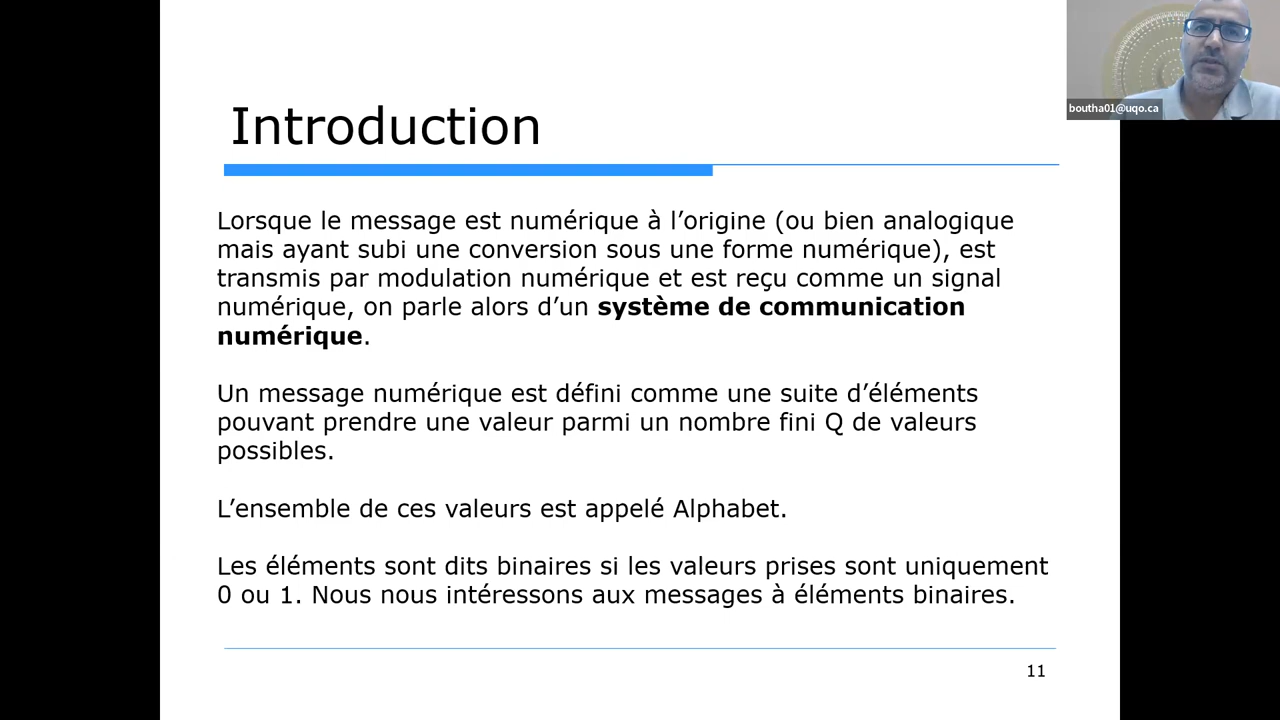 boutha01@uqo.ca
Introduction
Lorsque le message est numérique à l’origine (ou bien analogique
mais ayant subi une conversion sous une forme numérique), est
transmis par modulation numérique et est reçu comme un signal
numérique, on parle alors d’un système de communication
numérique.
Un message numérique est défini comme une suite d’éléments
pouvant prendre une valeur parmi un nombre fini Q de valeurs
possibles.
L’ensemble de ces valeurs est appelé Alphabet.
Les éléments sont dits binaires si les valeurs prises sont uniquement
0 ou 1. Nous nous intéressons aux messages à éléments binaires.
11